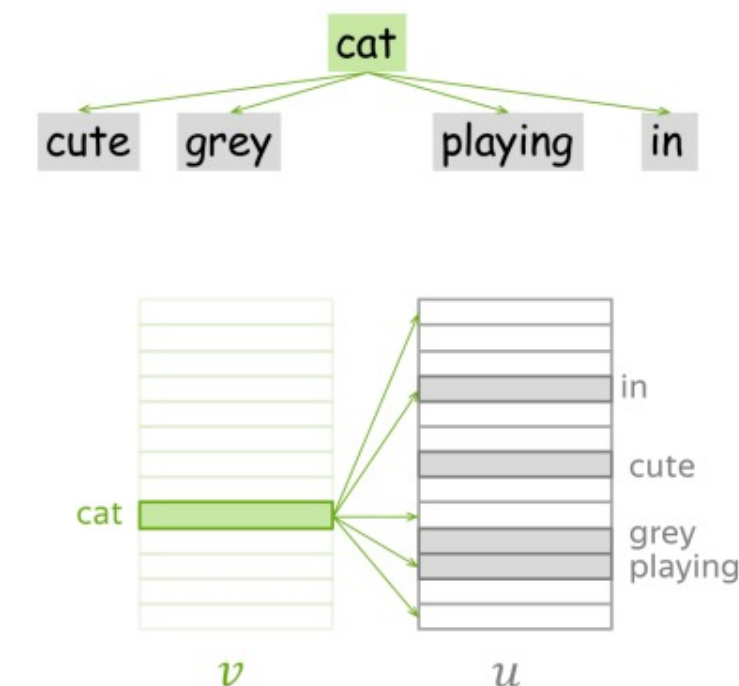 cat
cute grey playing in
in
cute
cat
grey
playing
v u